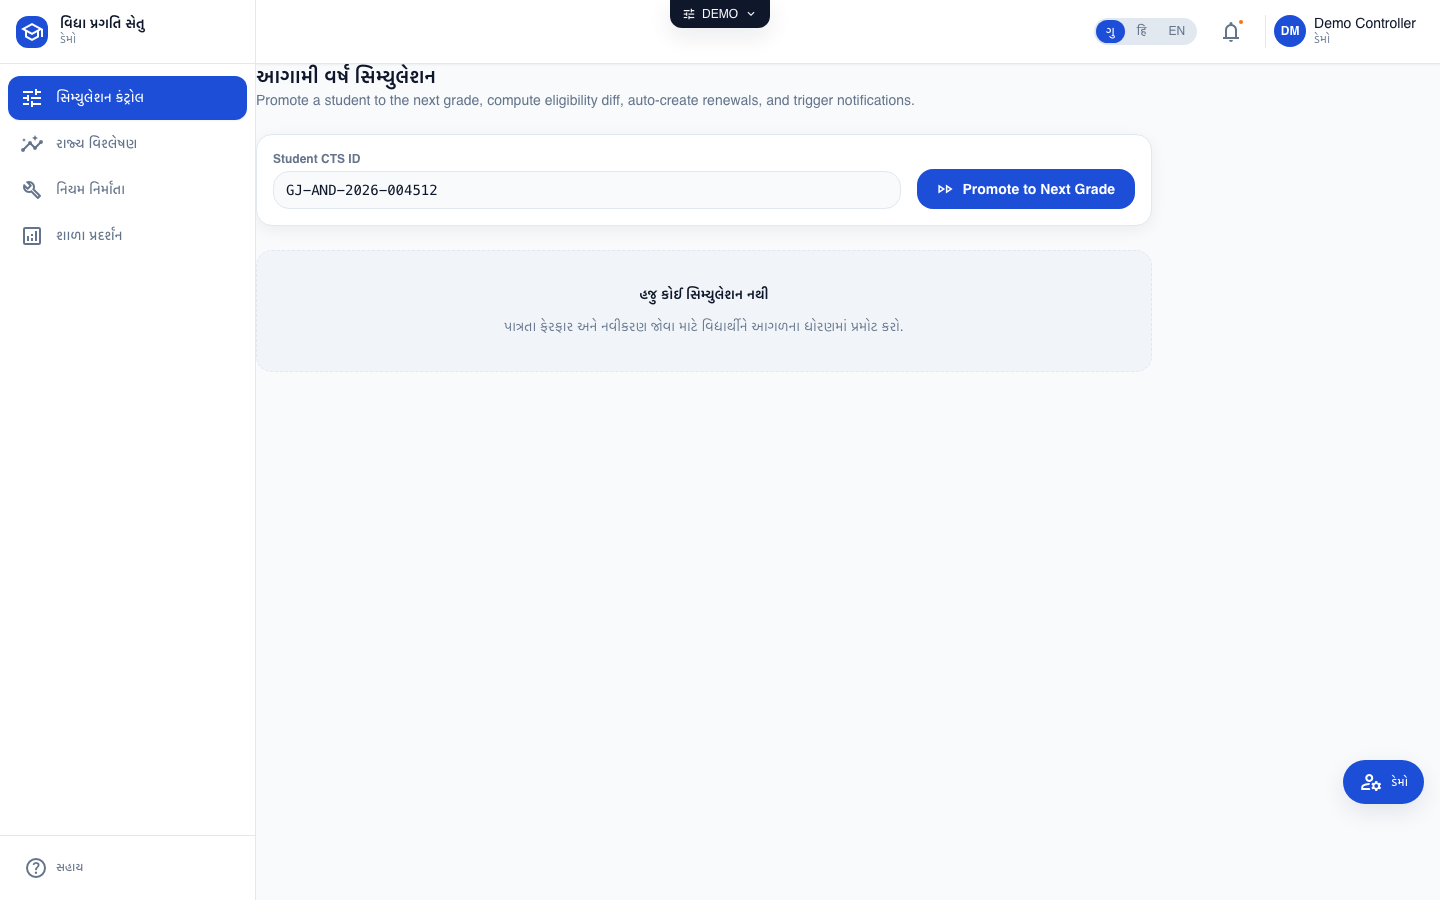 વિદ્યા પ્રગતિ સેતુ
ડેમો
DEMO
ગુ
हि
EN
DM
Demo Controller
ડેમો
સિમ્યુલેશન કંટ્રોલ
રાજ્ય વિશ્લેષણ
નિયમ નિર્માતા
શાળા પ્રદર્શન
આગામી વર્ષ સિમ્યુલેશન
Promote a student to the next grade, compute eligibility diff, auto-create renewals, and trigger notifications.
Student CTS ID
GJ-AND-2026-004512
Promote to Next Grade
હજુ કોઈ સિમ્યુલેશન નથી
પાત્રતા ફેરફાર અને નવીકરણ જોવા માટે વિદ્યાર્થીને આગળના ધોરણમાં પ્રમોટ કરો.
ડેમો
સહાય